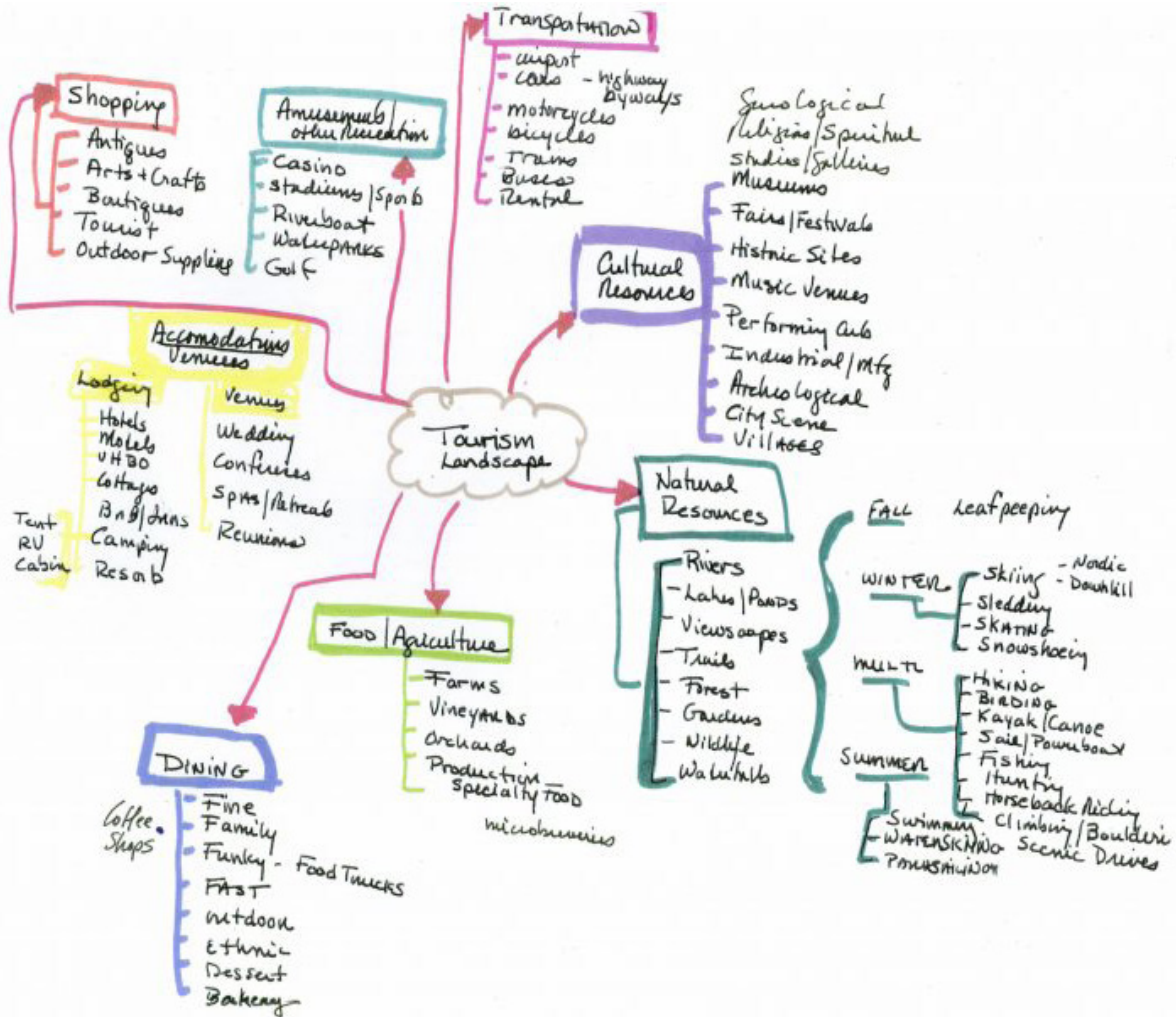 Transportation
airport
cars - highway
byways
motorcycles
bicycles
Trams
Buses
Rental
Shopping
Antiques
Arts + Crafts
Boutiques
Tourist
Outdoor Supplies
Amusements/
other Recreation
Casino
Stadiums/Sports
Riverboat
WaterPARKS
Golf
Religious/Spiritual
Studios/Galleries
Museums
Fairs/Festivals
Historic Sites
Music Venues
Performing Arts
Industrial/Mfg
Archeological
City Scene
VillAGES
Cultural
Resources
Accomodations
Venues
Lodging
Hotels
Motels
VHBO
Cottages
BnB/Inns
Camping
Resorts
Tent
RV
Cabin
Venues
Wedding
Conferences
SpAs/Retreats
Reunions
Tourism
Landscape
Natural
Resources
Rivers
Lakes/PONDS
Viewscapes
Trails
Forest
Gardens
Wildlife
Waterfalls
FALL
Leafpeeping
WINTER
Skiing - Nordic
- Downhill
Sledding
SKATING
Snowshoeing
MULTI
HIKING
BIRDING
Kayak/Canoe
Sail/Powerboat
Fishing
Hunting
Horseback Riding
Climbing/Boulderi
Scenic Drives
SUMMER
Swimming
WATERSKIING
PARASAILING
FOOD/Agriculture
Farms
VineyARDS
Orchards
Production
Specialty FOOD
microbreweries
DINING
Coffee
Shops
Fine
Family
Funky - Food Trucks
FAST
outdoor
Ethnic
Dessert
Bakery